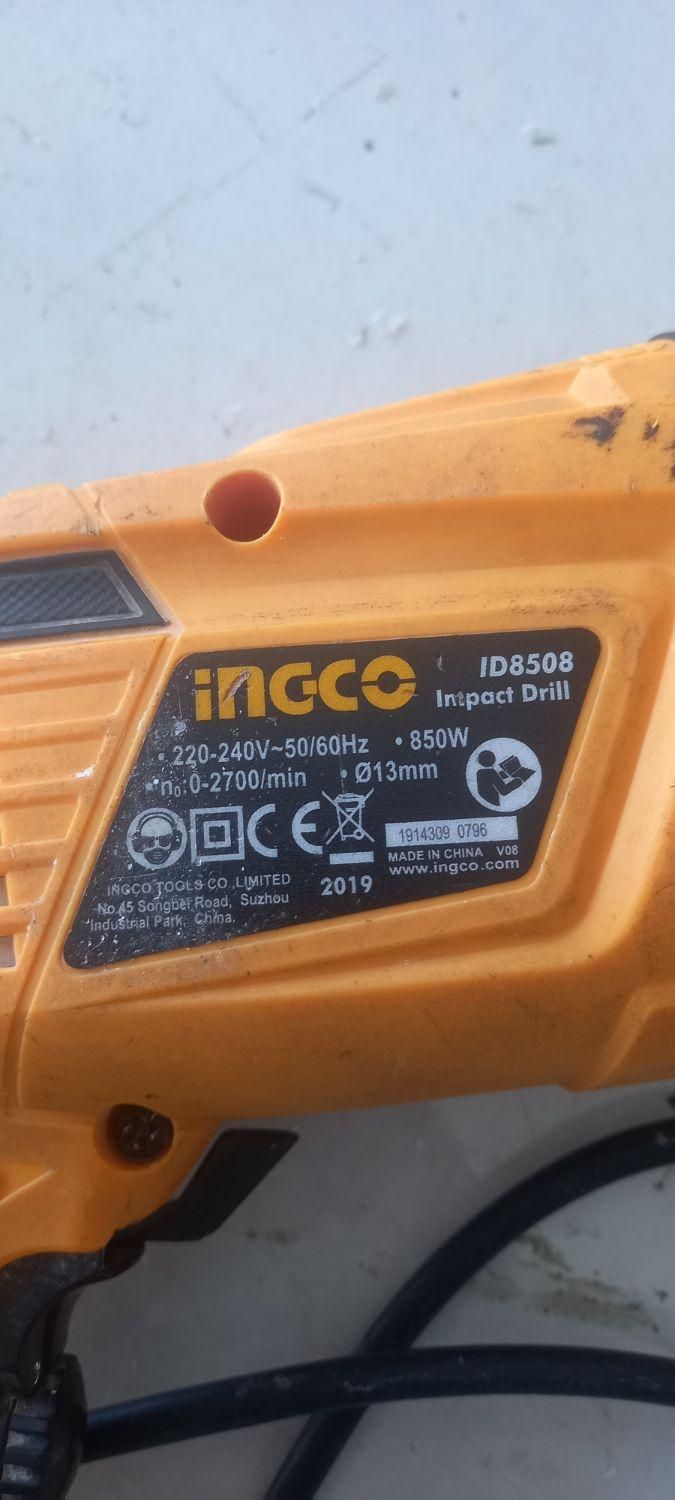 INGCO
ID8508
Impact Drill
• 220-240V~50/60Hz • 850W
• n₀:0-2700/min • Ø13mm
CE
1914309 0796
MADE IN CHINA V08
www.ingco.com
2019
INGCO TOOLS CO.,LIMITED
No.45 Songbei Road, Suzhou
Industrial Park, China.